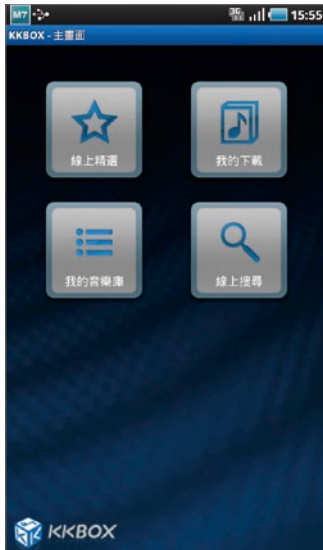 M7 3G 15:55
KKBOX - 主畫面
線上精選
我的下載
我的音樂庫
線上搜尋
KKBOX